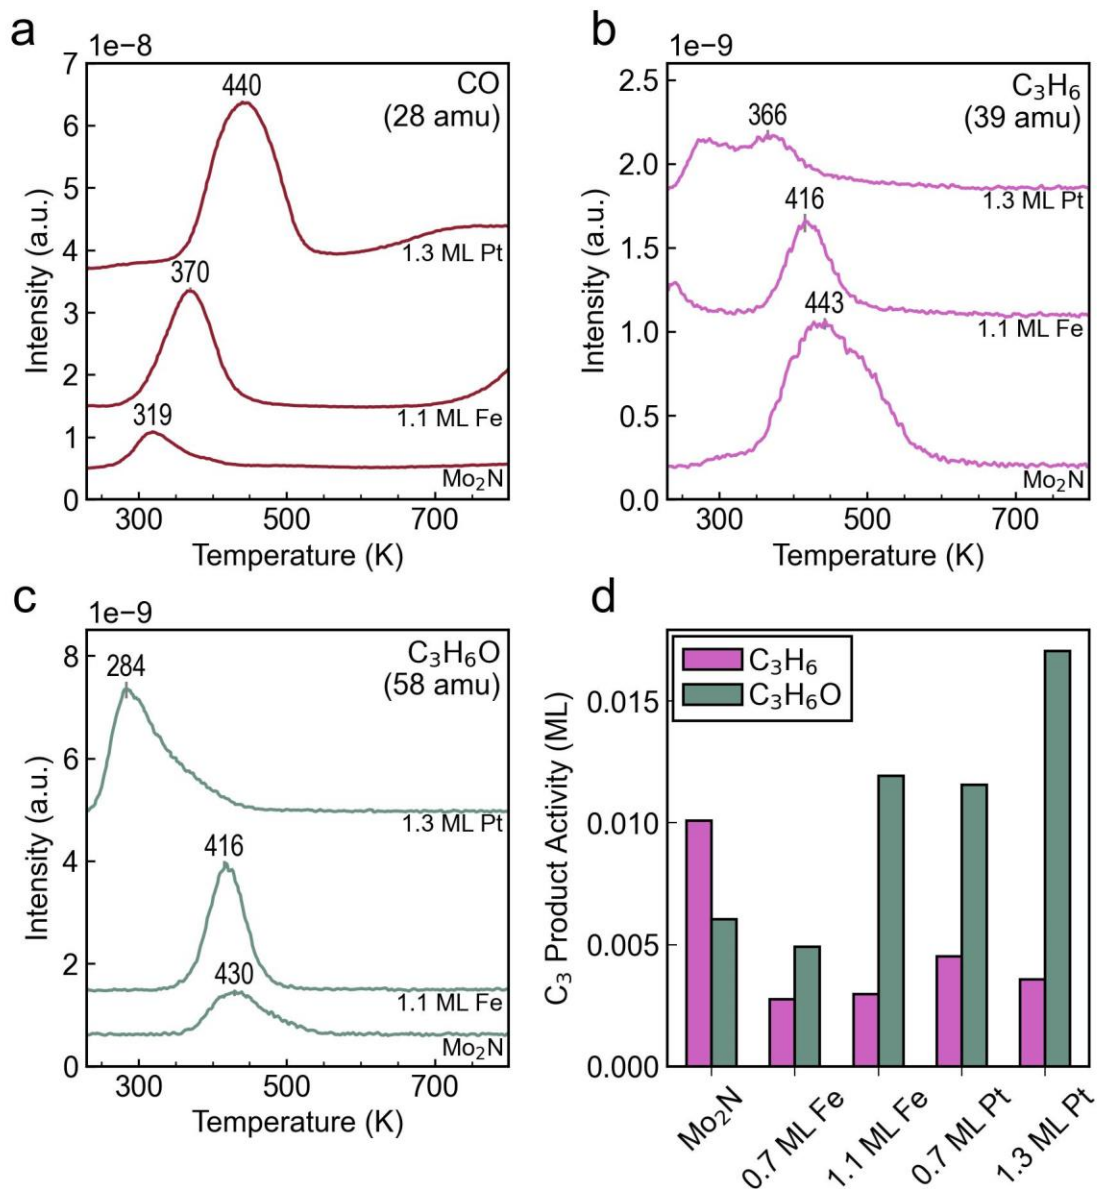 a
1e−8
CO
(28 amu)
440
1.3 ML Pt
370
1.1 ML Fe
319
Mo₂N
7
6
5
4
3
2
1
0
Intensity (a.u.)
300
500
700
Temperature (K)
b
1e−9
C₃H₆
(39 amu)
366
1.3 ML Pt
416
1.1 ML Fe
443
Mo₂N
2.5
2.0
1.5
1.0
0.5
0.0
Intensity (a.u.)
300
500
700
Temperature (K)
c
1e−9
C₃H₆O
(58 amu)
284
1.3 ML Pt
416
1.1 ML Fe
430
Mo₂N
8
6
4
2
0
Intensity (a.u.)
300
500
700
Temperature (K)
d
C₃H₆
C₃H₆O
0.015
0.010
0.005
0.000
C₃ Product Activity (ML)
Mo₂N
0.7 ML Fe
1.1 ML Fe
0.7 ML Pt
1.3 ML Pt